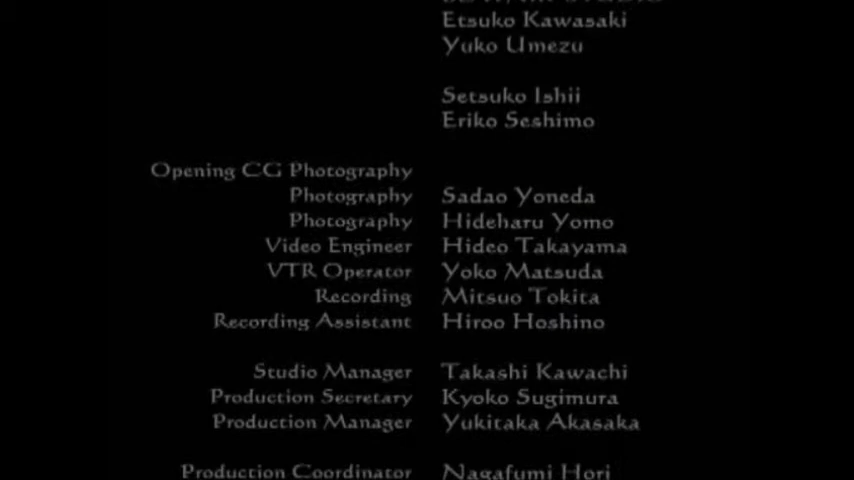 Etsuko Kawasaki
Yuko Umezu
Setsuko Ishii
Eriko Seshimo
Opening CG Photography
Photography Sadao Yoneda
Photography Hideharu Yomo
Video Engineer Hideo Takayama
VTR Operator Yoko Matsuda
Recording Mitsuo Tokita
Recording Assistant Hiroo Hoshino
Studio Manager Takashi Kawachi
Production Secretary Kyoko Sugimura
Production Manager Yukitaka Akasaka
Production Coordinator Nagafumi Hori